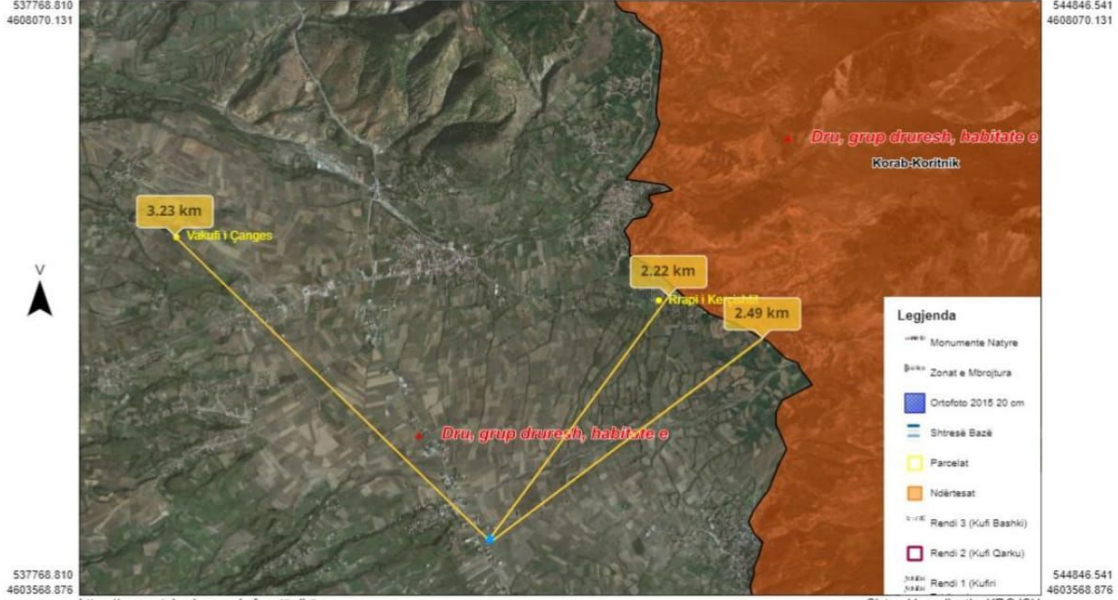 537768.810
4608070.131
544846.541
4608070.131
Dru, grup druresh, habitate e
Korab-Koritnik
3.23 km
Vakufi i Çanges
2.22 km
Rrapi i
2.49 km
V
Legjenda
Monumente Natyre
Zonat e Mbrojtura
Ortofoto 2015 20 cm
Shtresë Bazë
Parcelat
Ndërtesat
Rendi 3 (Kufi Bashki)
Rendi 2 (Kufi Qarku)
Rendi 1 (Kufiri
Dru, grup druresh, habitate e
537768.810
4603568.876
544846.541
4603568.876